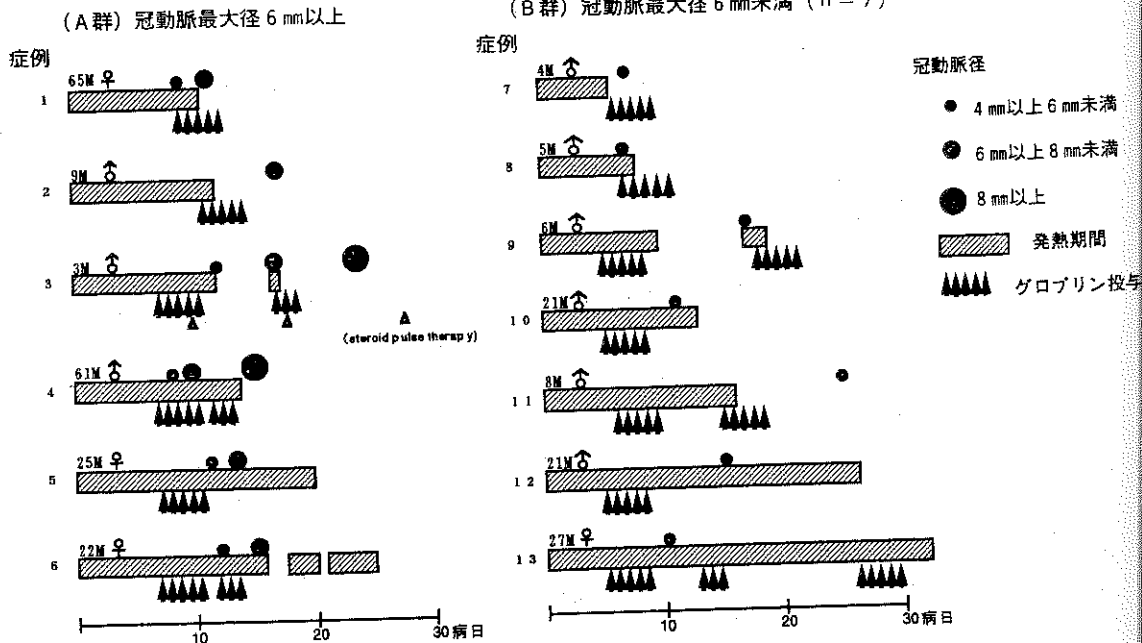 (A群) 冠動脈最大径 6 mm以上
症例
65M ♀
1
9M ♂
2
3M ♂
3
(steroid pulse therapy)
61M ♂
4
25M ♀
5
22M ♀
6
10 20 30 病日
(B群) 冠動脈最大径 6 mm未満 (n = 7)
症例
4M ♂
7
5M ♂
8
6M ♂
9
21M ♂
10
8M ♂
11
21M ♂
12
27M ♀
13
10 20 30 病日
冠動脈径
4 mm以上 6 mm未満
6 mm以上 8 mm未満
8 mm以上
発熱期間
グロブリン投与